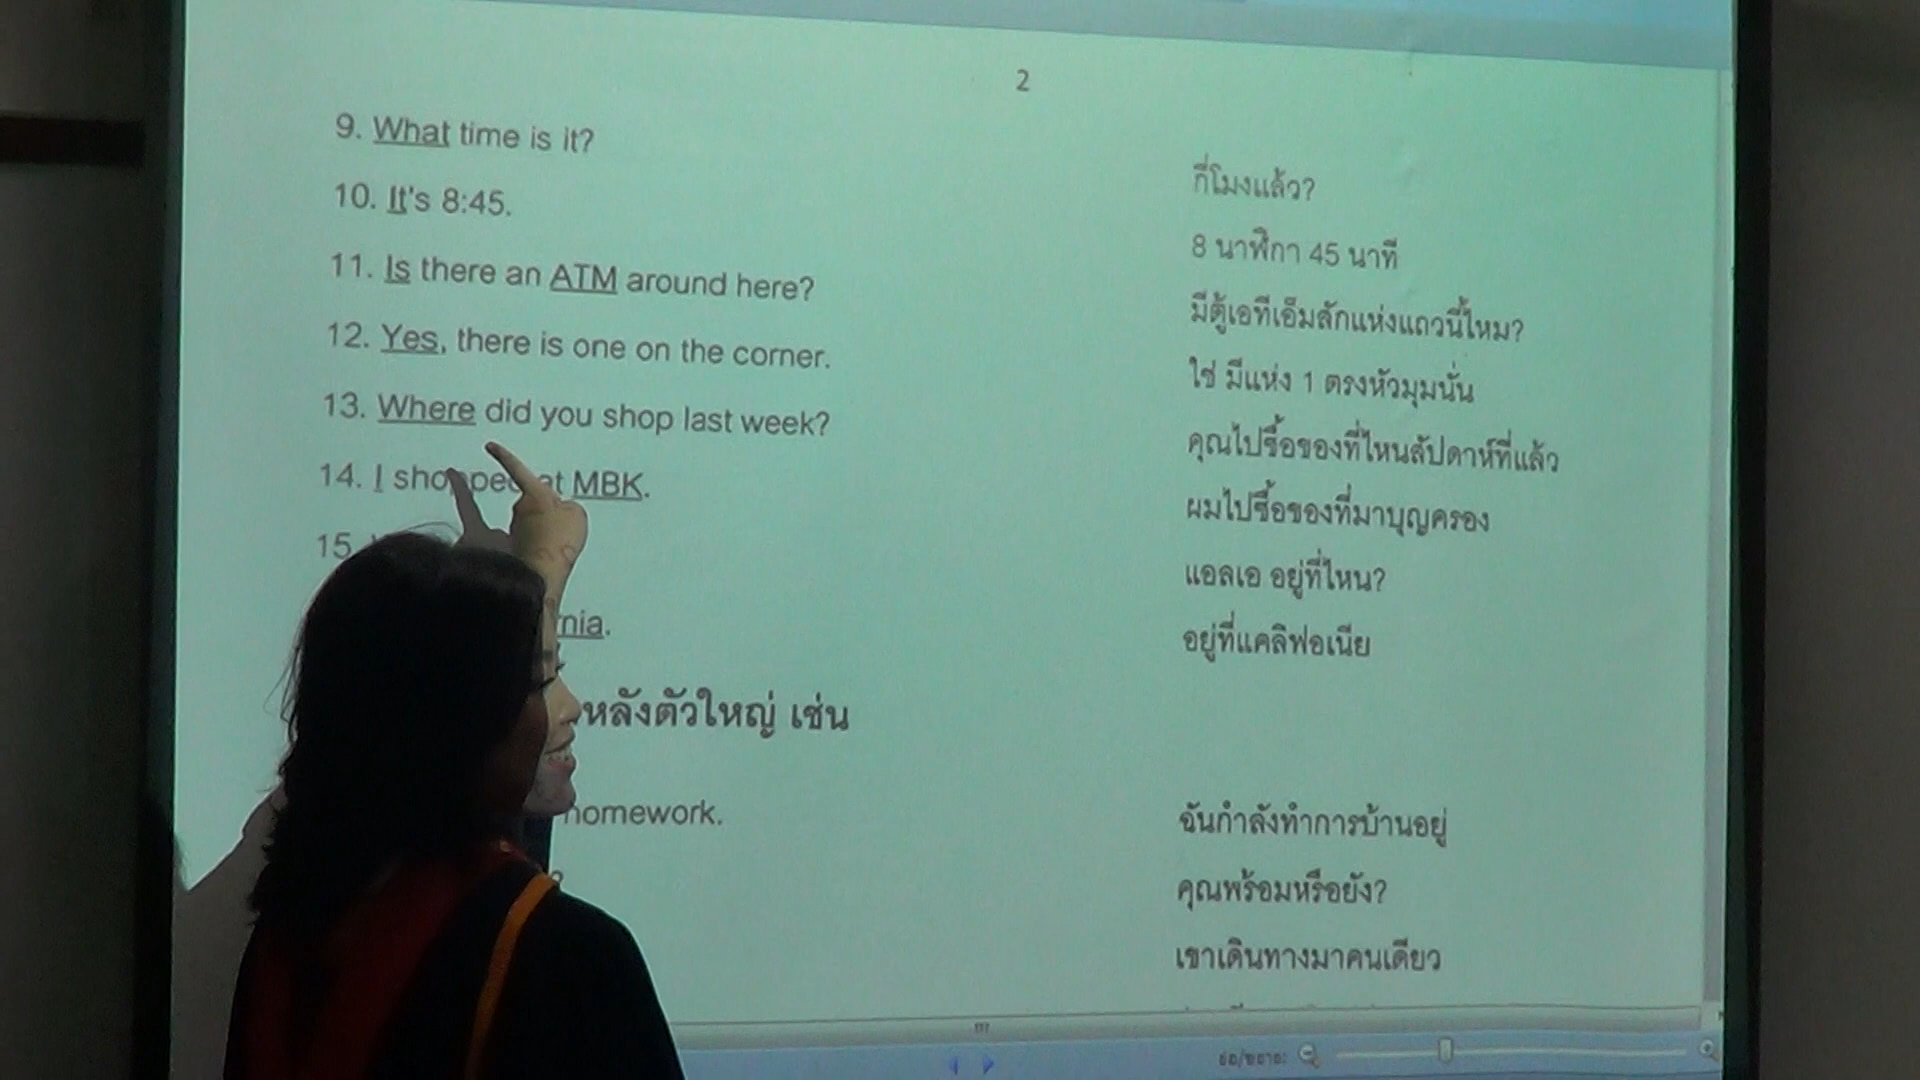 2
9. What time is it?
กี่โมงแล้ว?
10. It's 8:45.
8 นาฬิกา 45 นาที
11. Is there an ATM around here?
มีตู้เอทีเอ็มสักแห่งแถวนี้ไหม?
12. Yes, there is one on the corner.
ใช่ มีแห่ง 1 ตรงหัวมุมนั่น
13. Where did you shop last week?
คุณไปซื้อของที่ไหนสัปดาห์ที่แล้ว
14. I shopped at MBK.
ผมไปซื้อของที่มาบุญครอง
15.
แอลเอ อยู่ที่ไหน?
nia.
อยู่ที่แคลิฟอเนีย
หลังตัวใหญ่ เช่น
homework.
ฉันกำลังทำการบ้านอยู่
?
คุณพร้อมหรือยัง?
เขาเดินทางมาคนเดียว
ย่อ/ขยาย: